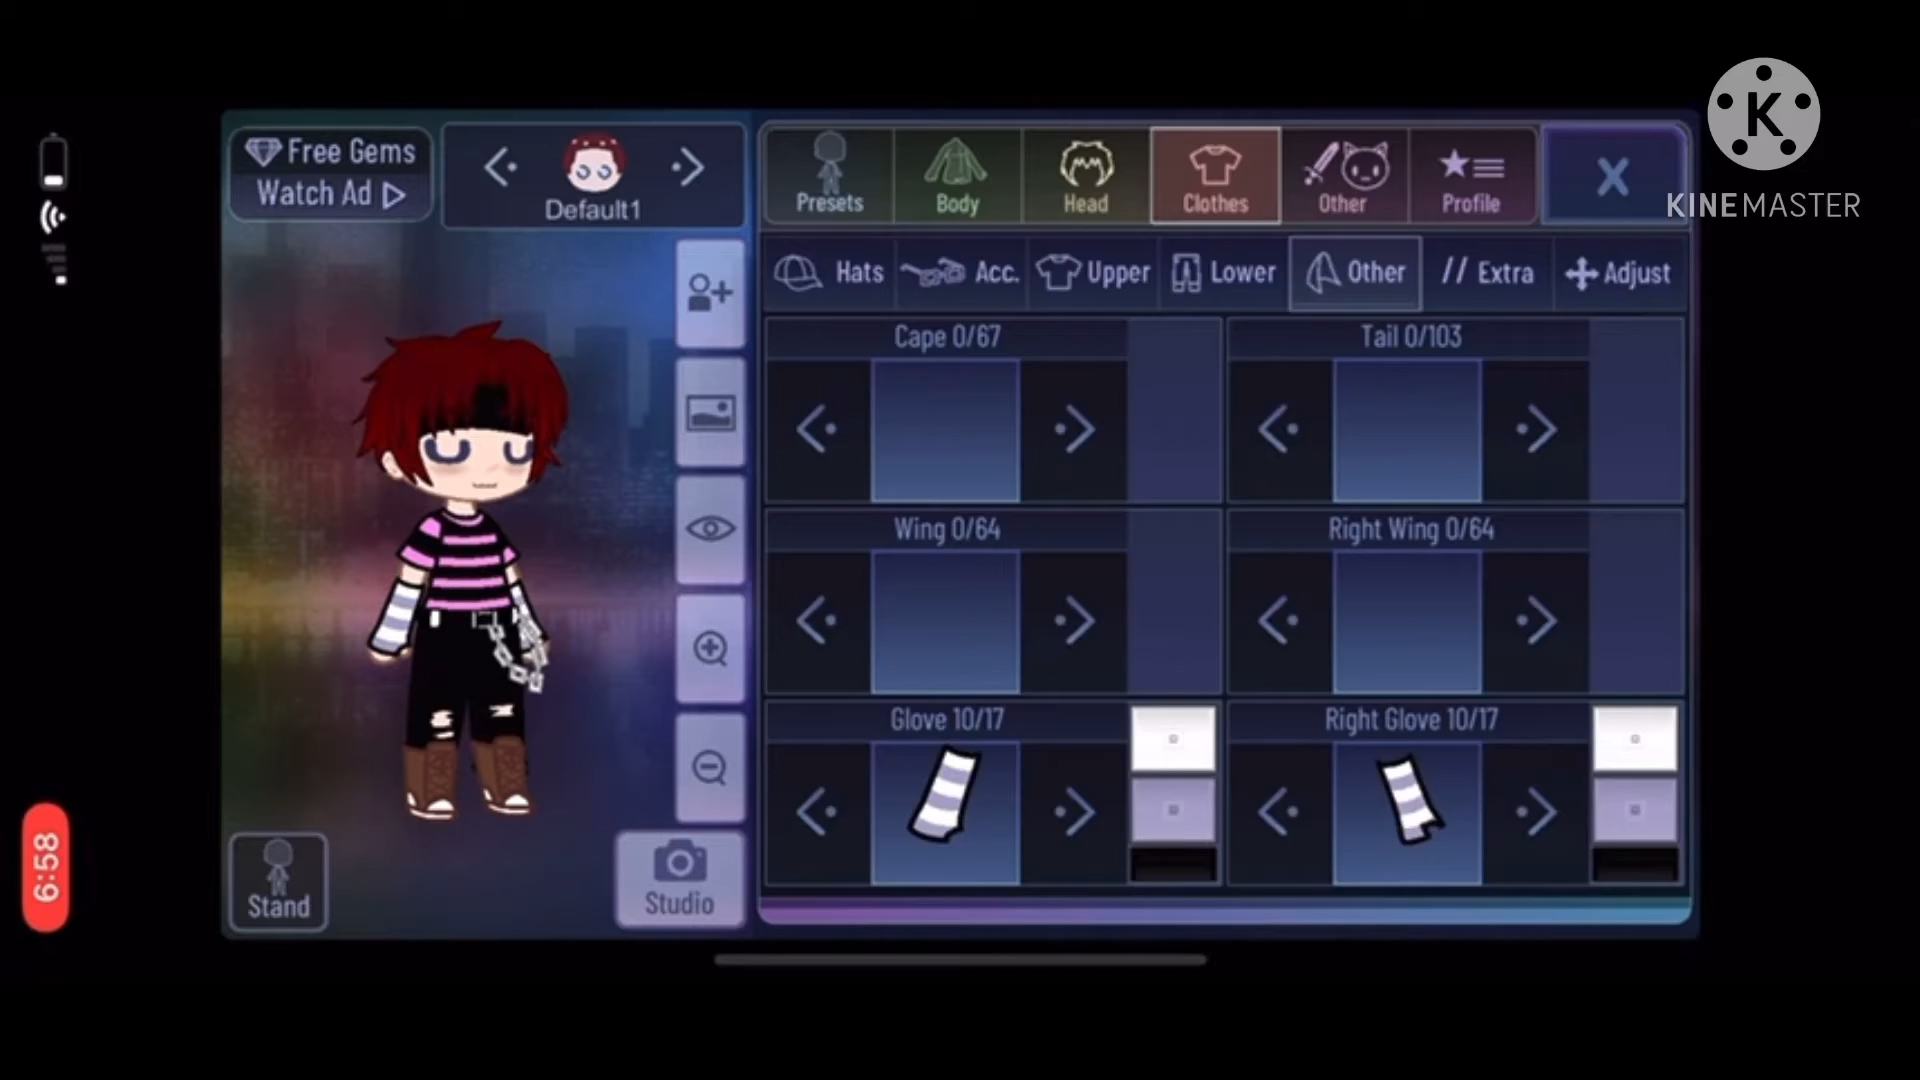 Free Gems
Watch Ad
Default1
Presets
Body
Head
Clothes
Other
Profile
X
K
KINEMASTER
Hats
Acc.
Upper
Lower
Other
Extra
Adjust
Cape 0/67
Tail 0/103
Wing 0/64
Right Wing 0/64
Glove 10/17
Right Glove 10/17
Stand
Studio
6:58